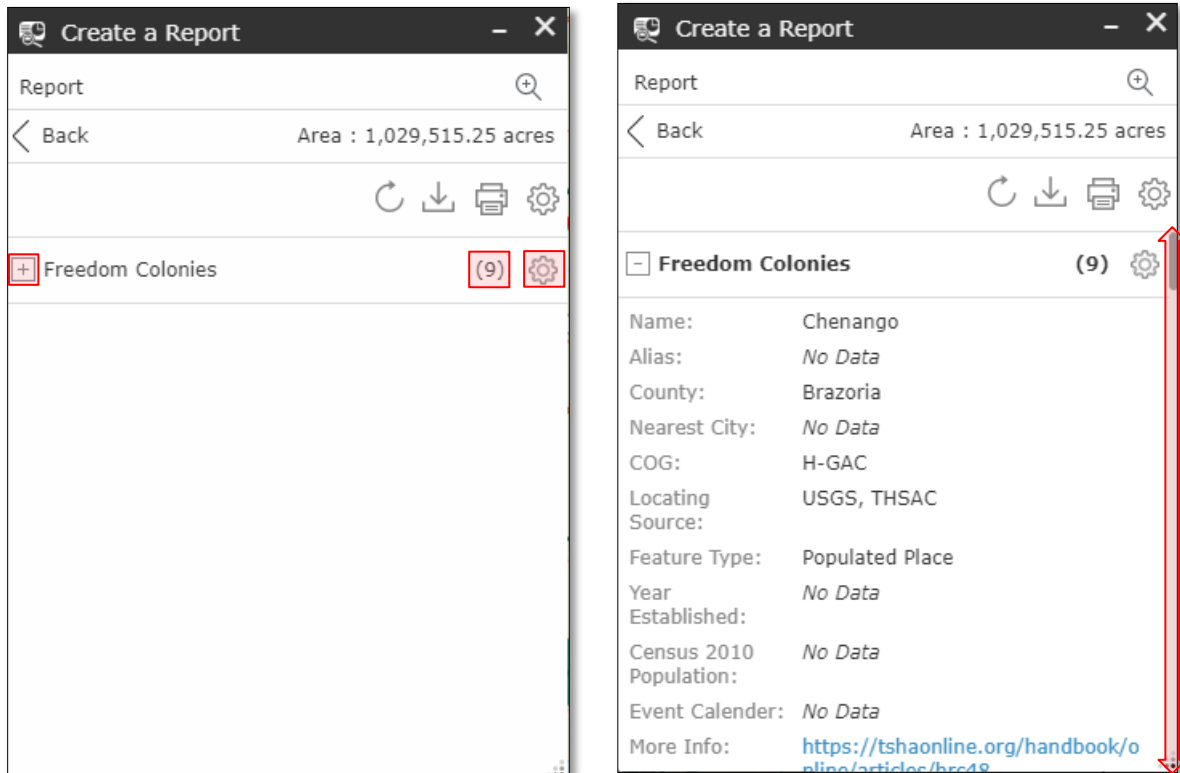 Create a Report
Report
Back Area : 1,029,515.25 acres
+ Freedom Colonies (9)
Create a Report
Report
Back Area : 1,029,515.25 acres
- Freedom Colonies (9)
Name: Chenango
Alias: No Data
County: Brazoria
Nearest City: No Data
COG: H-GAC
Locating USGS, THSAC
Source:
Feature Type: Populated Place
Year No Data
Established:
Census 2010 No Data
Population:
Event Calender: No Data
More Info: https://tshaonline.org/handbook/o
nline/articles/hrc48